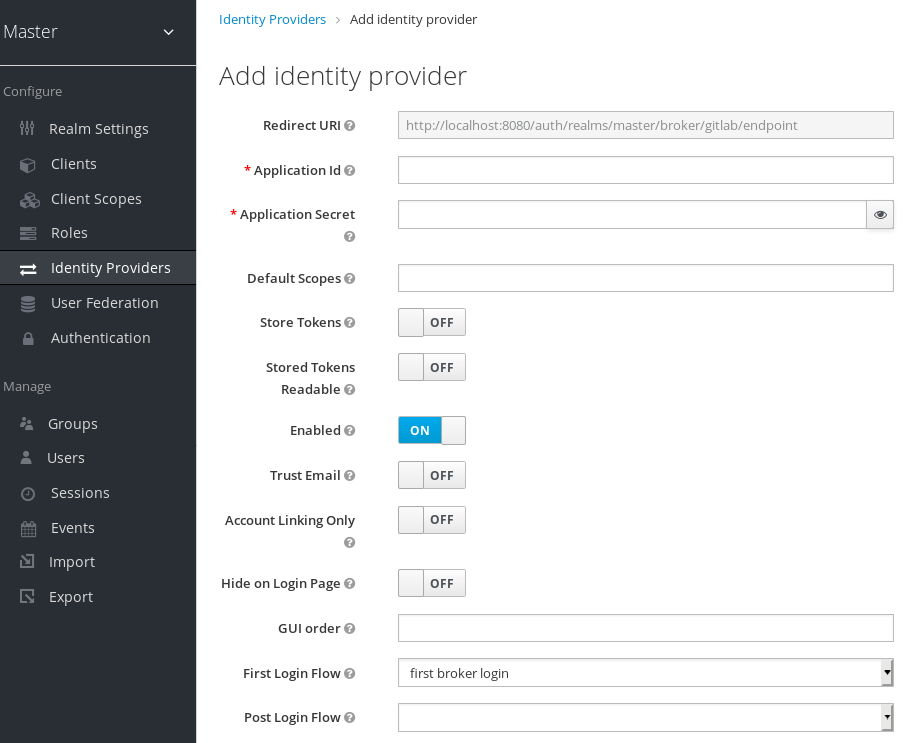 Master
Configure
Realm Settings
Clients
Client Scopes
Roles
Identity Providers
User Federation
Authentication
Manage
Groups
Users
Sessions
Events
Import
Export
Identity Providers > Add identity provider
Add identity provider
Redirect URI
http://localhost:8080/auth/realms/master/broker/gitlab/endpoint
* Application Id
* Application Secret
Default Scopes
Store Tokens
OFF
Stored Tokens
Readable
OFF
Enabled
ON
Trust Email
OFF
Account Linking Only
OFF
Hide on Login Page
OFF
GUI order
First Login Flow
first broker login
Post Login Flow